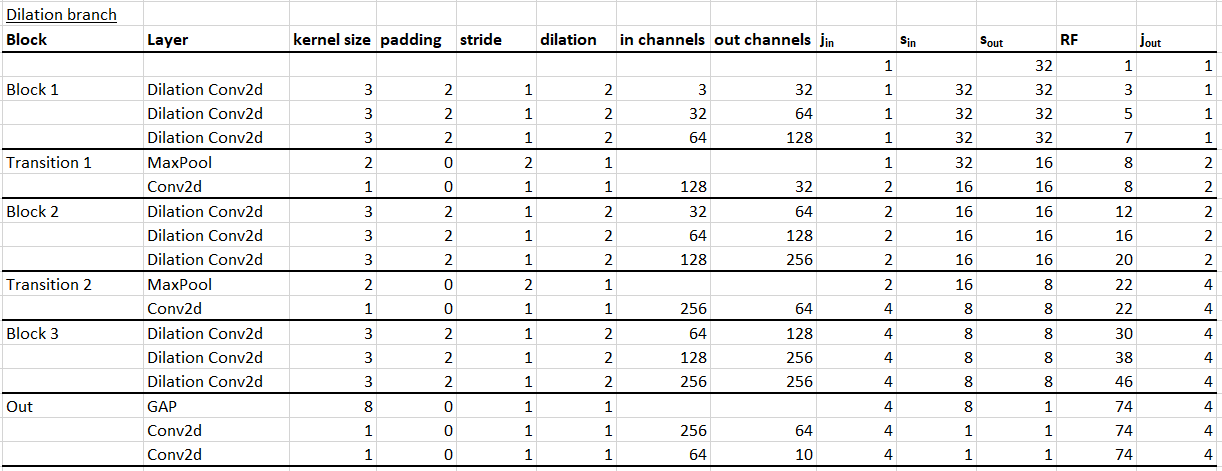 Dilation branch
Block Layer kernel size padding stride dilation in channels out channels jin sin sout RF jout
1 32 1 1
Block 1 Dilation Conv2d 3 2 1 2 3 32 1 32 32 3 1
Dilation Conv2d 3 2 1 2 32 64 1 32 32 5 1
Dilation Conv2d 3 2 1 2 64 128 1 32 32 7 1
Transition 1 MaxPool 2 0 2 1 1 32 16 8 2
Conv2d 1 0 1 1 128 32 2 16 16 8 2
Block 2 Dilation Conv2d 3 2 1 2 32 64 2 16 16 12 2
Dilation Conv2d 3 2 1 2 64 128 2 16 16 16 2
Dilation Conv2d 3 2 1 2 128 256 2 16 16 20 2
Transition 2 MaxPool 2 0 2 1 2 16 8 22 4
Conv2d 1 0 1 1 256 64 4 8 8 22 4
Block 3 Dilation Conv2d 3 2 1 2 64 128 4 8 8 30 4
Dilation Conv2d 3 2 1 2 128 256 4 8 8 38 4
Dilation Conv2d 3 2 1 2 256 256 4 8 8 46 4
Out GAP 8 0 1 1 4 8 1 74 4
Conv2d 1 0 1 1 256 64 4 1 1 74 4
Conv2d 1 0 1 1 64 10 4 1 1 74 4